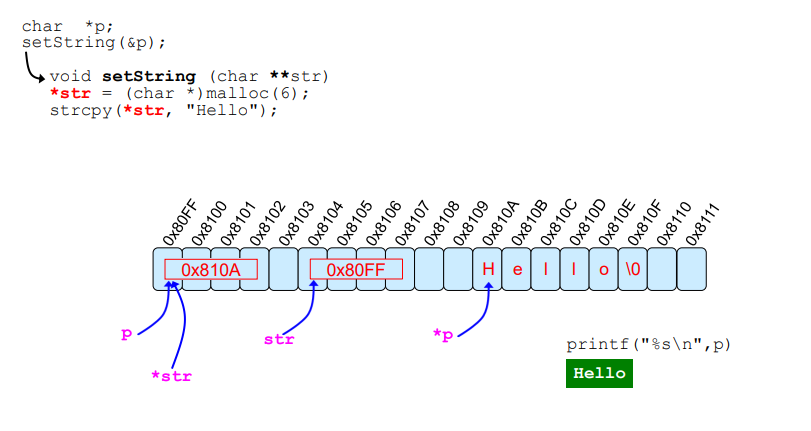 char  *p;
setString(&p);
void setString (char **str)
*str = (char *)malloc(6);
strcpy(*str, "Hello");
0x80FF 0x8100 0x8101 0x8102 0x8103 0x8104 0x8105 0x8106 0x8107 0x8108 0x8109 0x810A 0x810B 0x810C 0x810D 0x810E 0x810F 0x8110 0x8111
0x810A 0x80FF H e l l o \0
p str *p
printf("%s\n",p)
*str
Hello